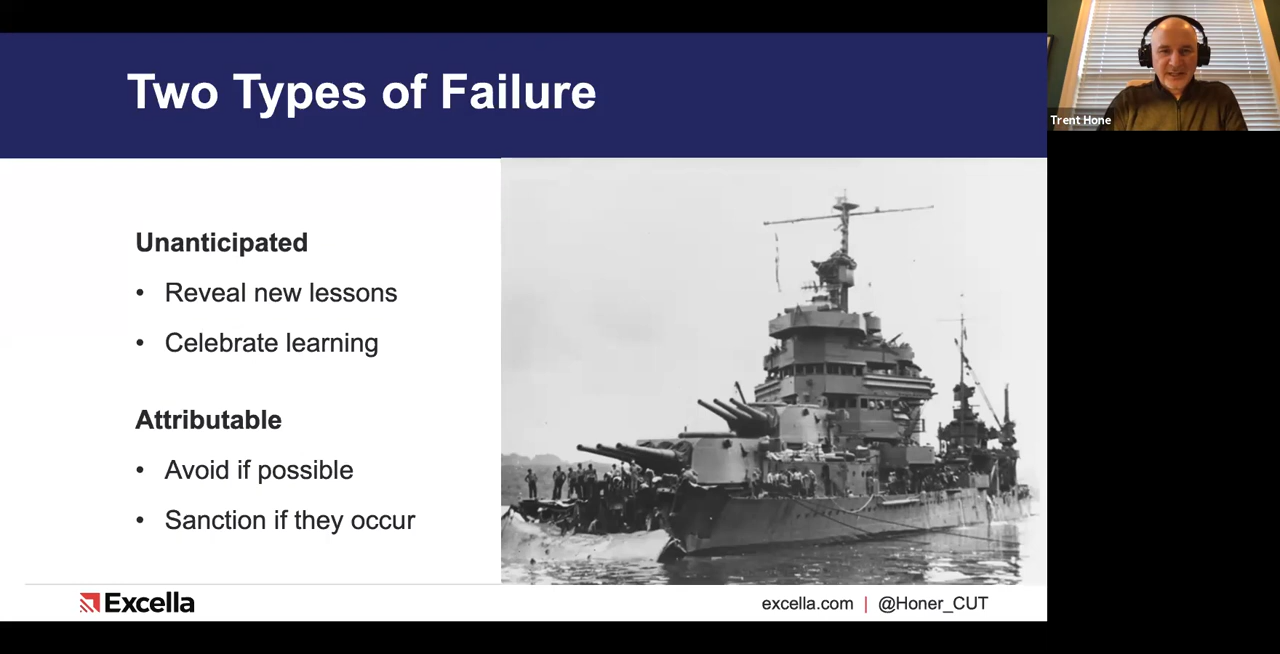 Two Types of Failure
Trent Hone
Unanticipated
• Reveal new lessons
• Celebrate learning
Attributable
• Avoid if possible
• Sanction if they occur
Excella
excella.com | @Honer_CUT